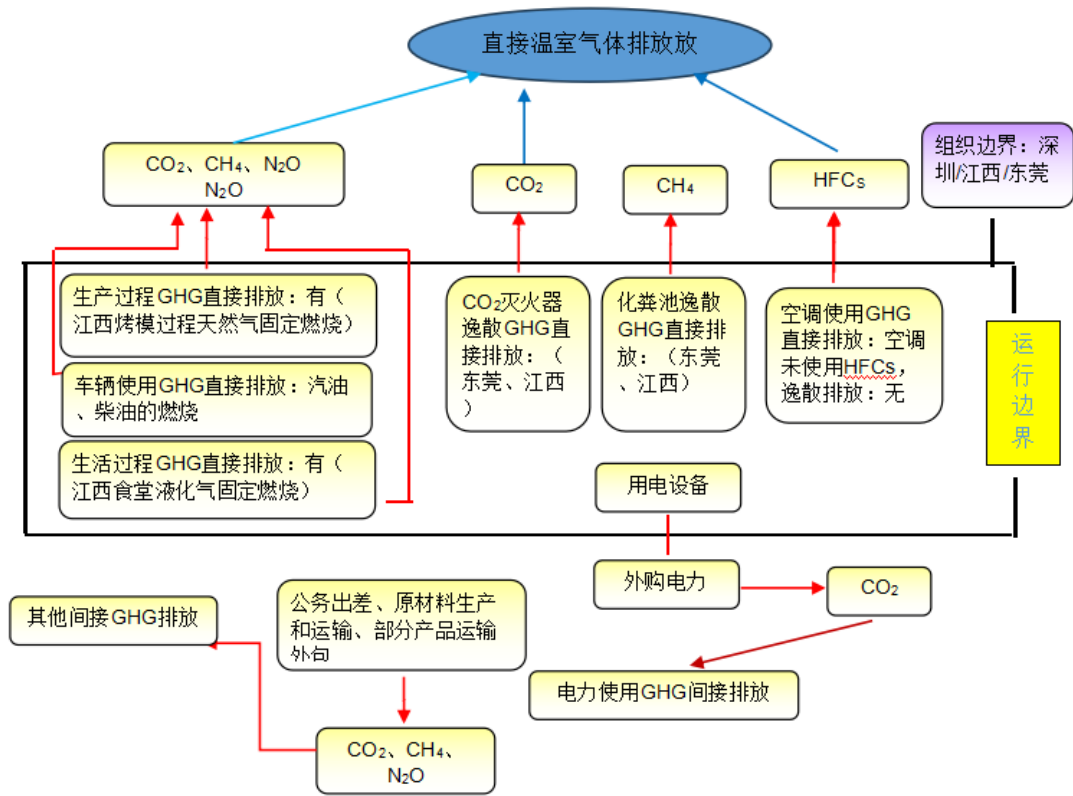 直接温室气体排放放
CO₂、CH₄、N₂O
N₂O
CO₂
CH₄
HFCs
组织边界：深
圳/江西/东莞
生产过程GHG直接排放：有（
江西烤模过程天然气固定燃烧）
车辆使用GHG直接排放：汽油
、柴油的燃烧
生活过程GHG直接排放：有（
江西食堂液化气固定燃烧）
CO₂灭火器
逸散GHG直
接排放：（
东莞、江西
）
化粪池逸散
GHG直接排
放：（东莞
、江西）
空调使用GHG
直接排放：空调
未使用HFCs，
逸散排放：无
运
行
边
界
用电设备
外购电力
CO₂
电力使用GHG间接排放
公务出差、原材料生产
和运输、部分产品运输
外句
其他间接GHG排放
CO₂、CH₄、
N₂O